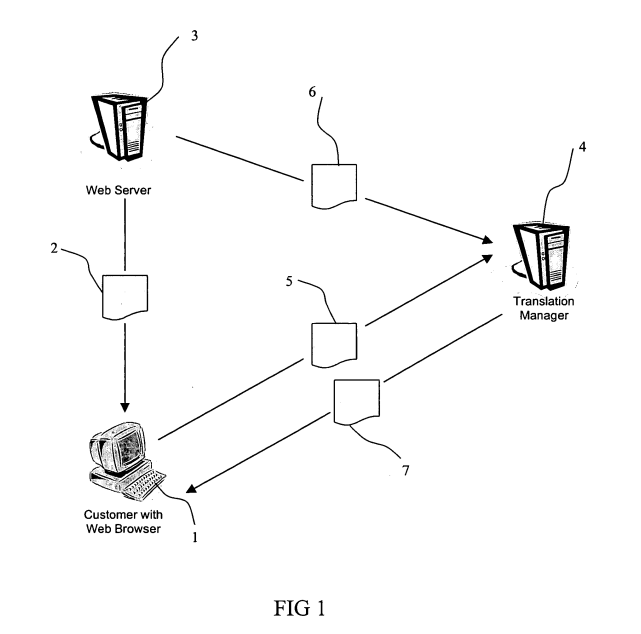 3
6
4
Web Server
2
5
Translation
Manager
7
Customer with
Web Browser
1
FIG 1